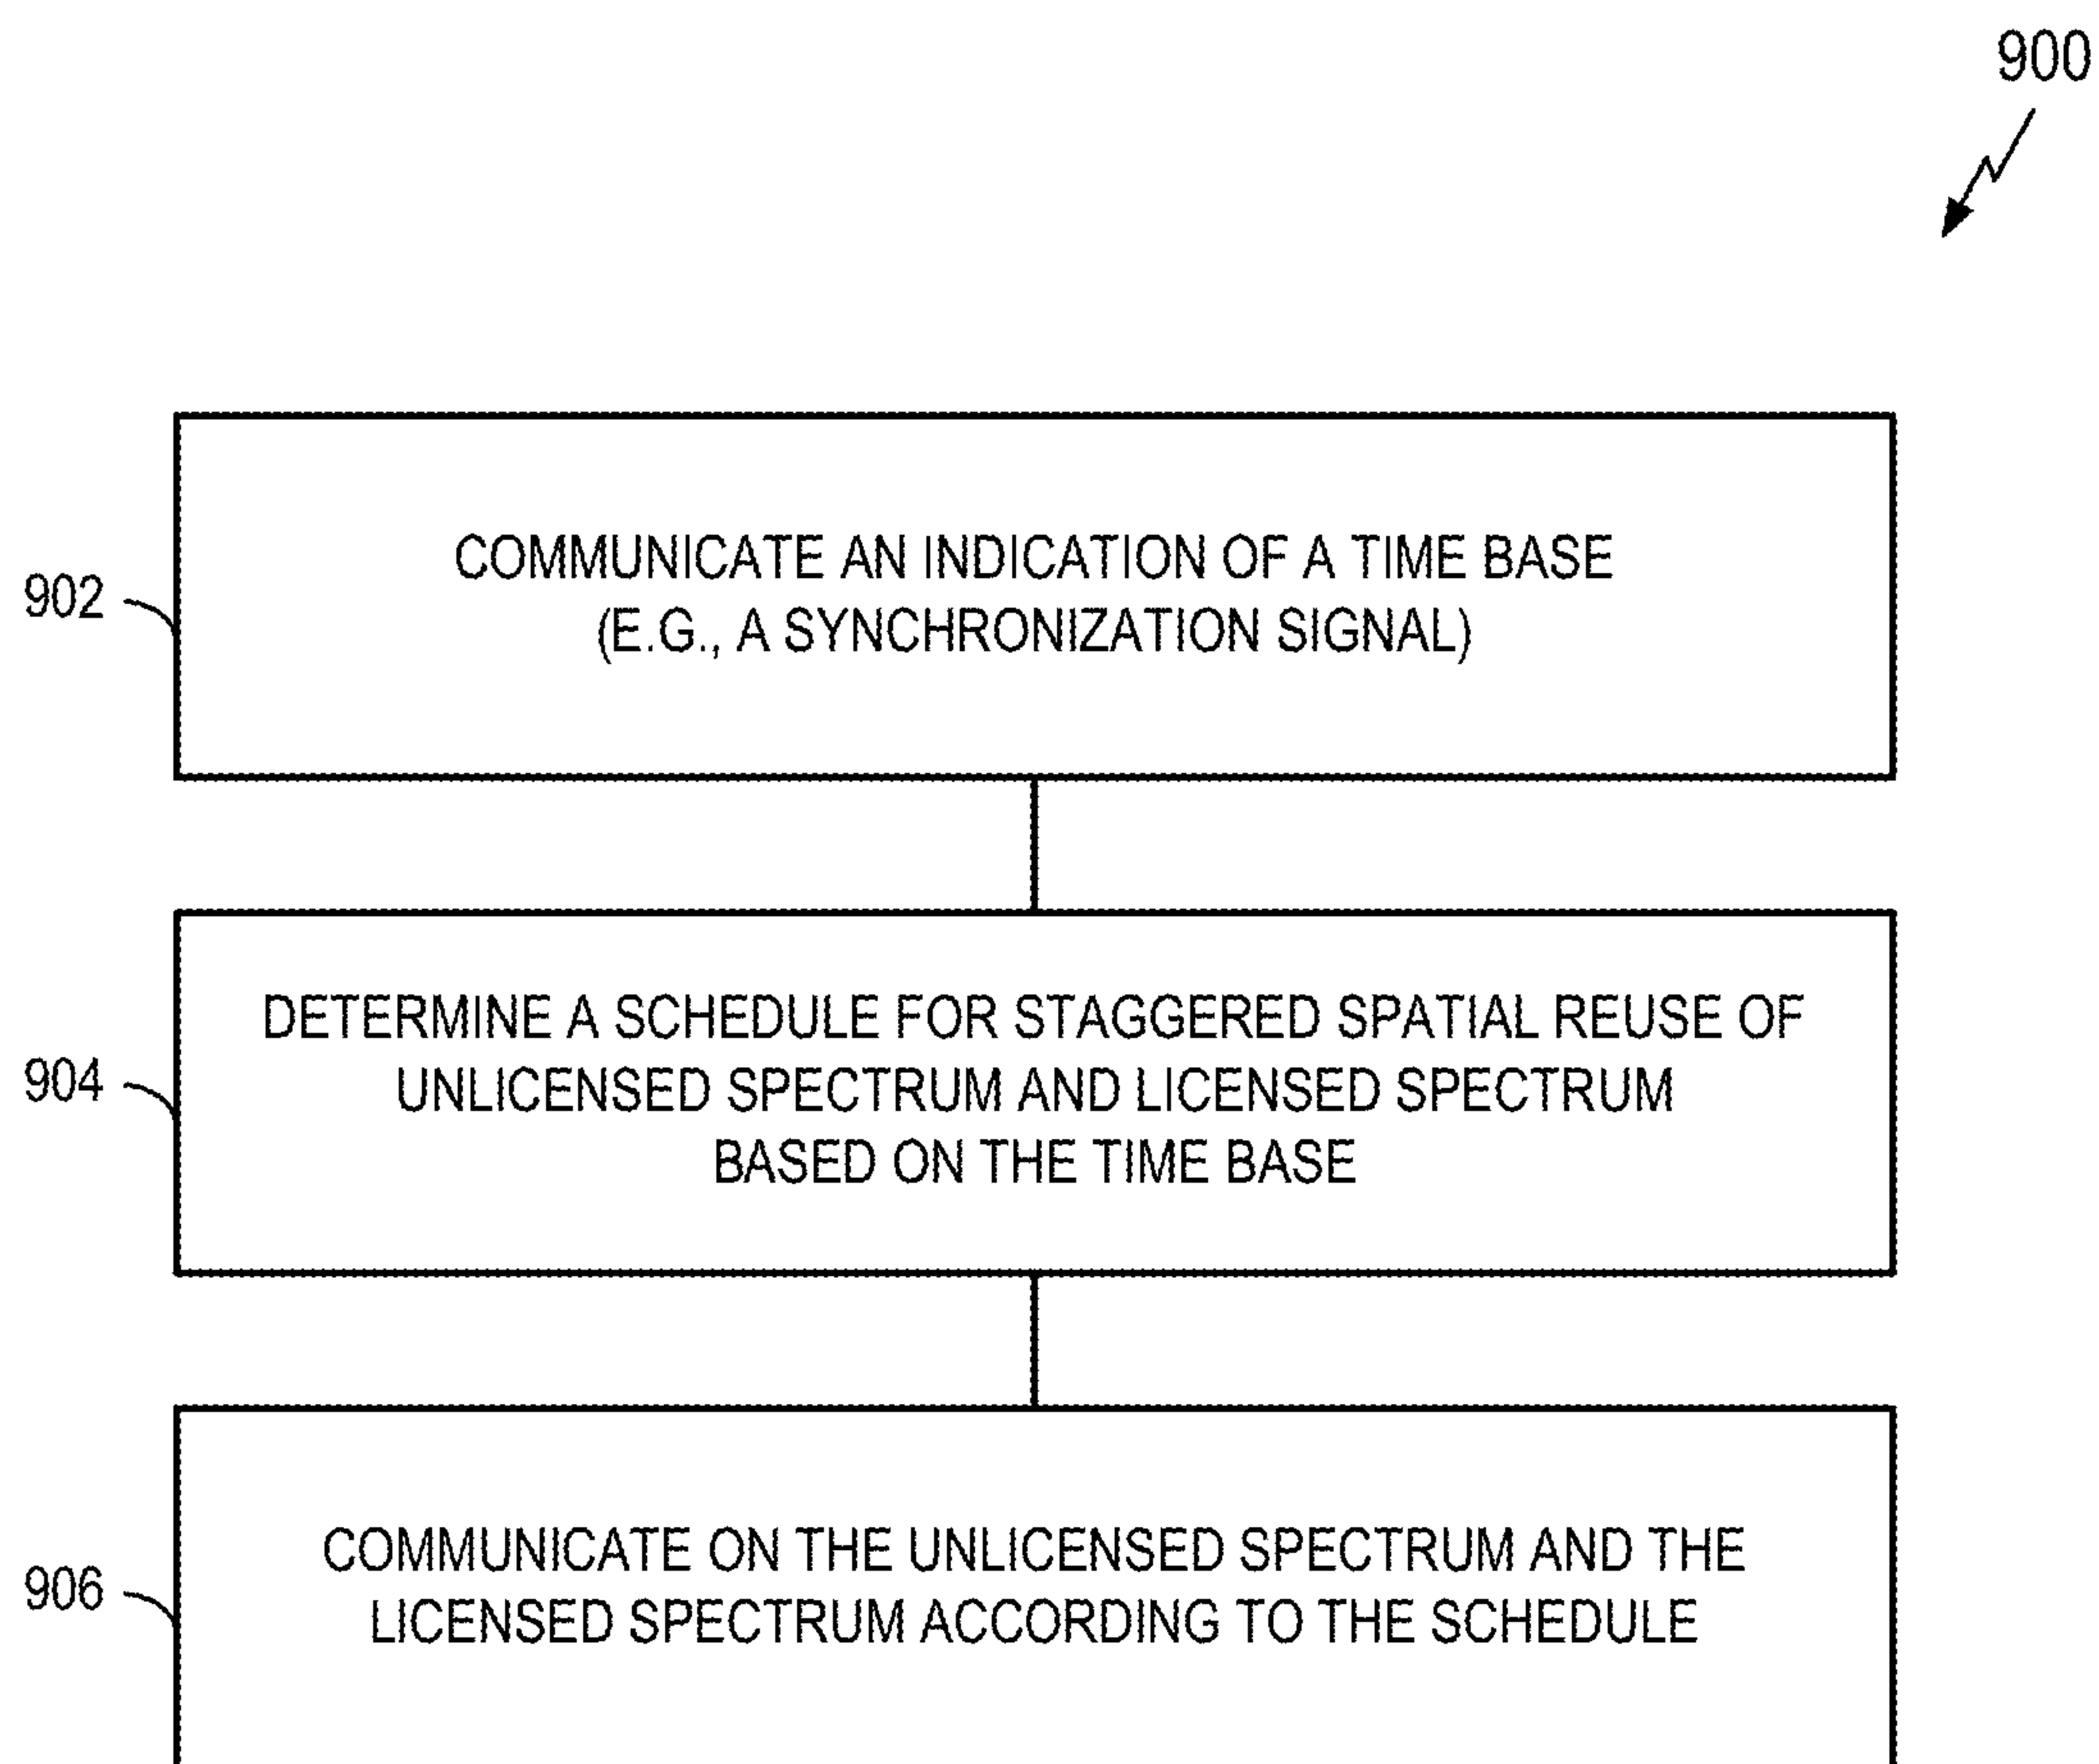 900
902
COMMUNICATE AN INDICATION OF A TIME BASE
(E.G., A SYNCHRONIZATION SIGNAL)
904
DETERMINE A SCHEDULE FOR STAGGERED SPATIAL REUSE OF
UNLICENSED SPECTRUM AND LICENSED SPECTRUM
BASED ON THE TIME BASE
906
COMMUNICATE ON THE UNLICENSED SPECTRUM AND THE
LICENSED SPECTRUM ACCORDING TO THE SCHEDULE